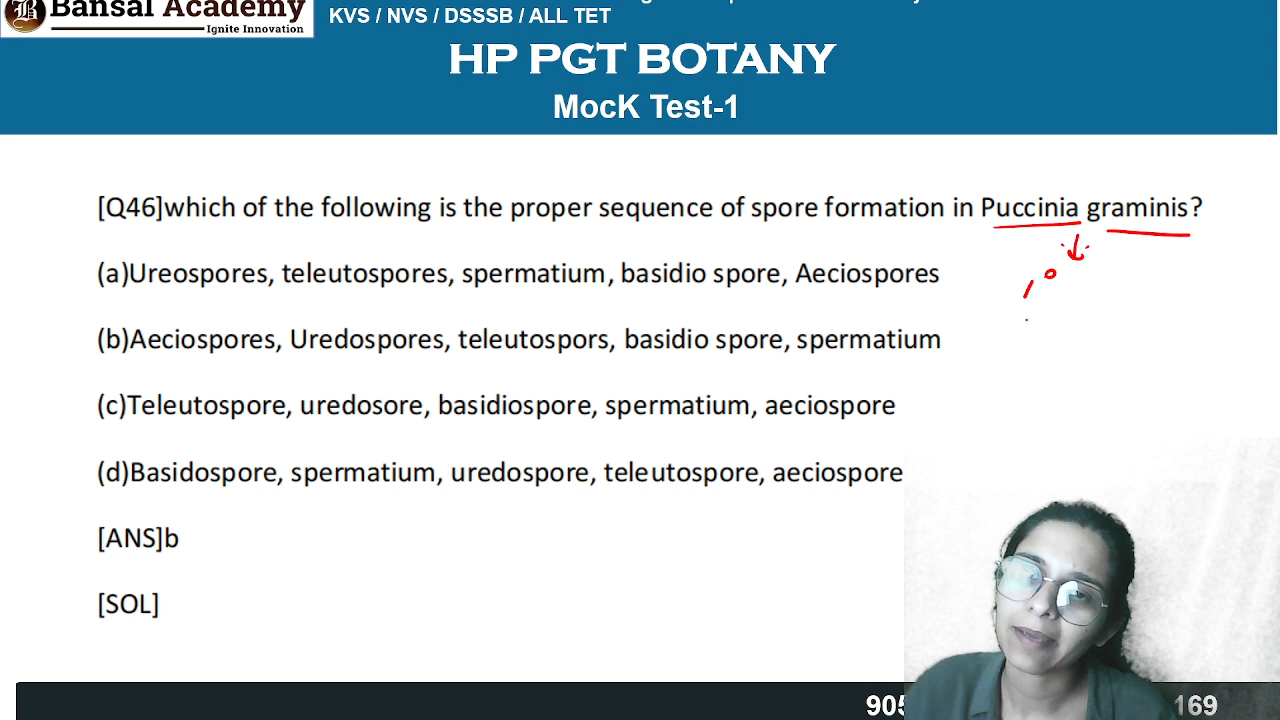 Bansal Academy
Ignite Innovation
KVS / NVS / DSSSB / ALL TET
HP PGT BOTANY
MocK Test-1
[Q46]which of the following is the proper sequence of spore formation in Puccinia graminis?
(a)Ureospores, teleutospores, spermatium, basidio spore, Aeciospores
(b)Aeciospores, Uredospores, teleutospors, basidio spore, spermatium
(c)Teleutospore, uredosore, basidiospore, spermatium, aeciospore
(d)Basidospore, spermatium, uredospore, teleutospore, aeciospore
[ANS]b
[SOL]
905 169